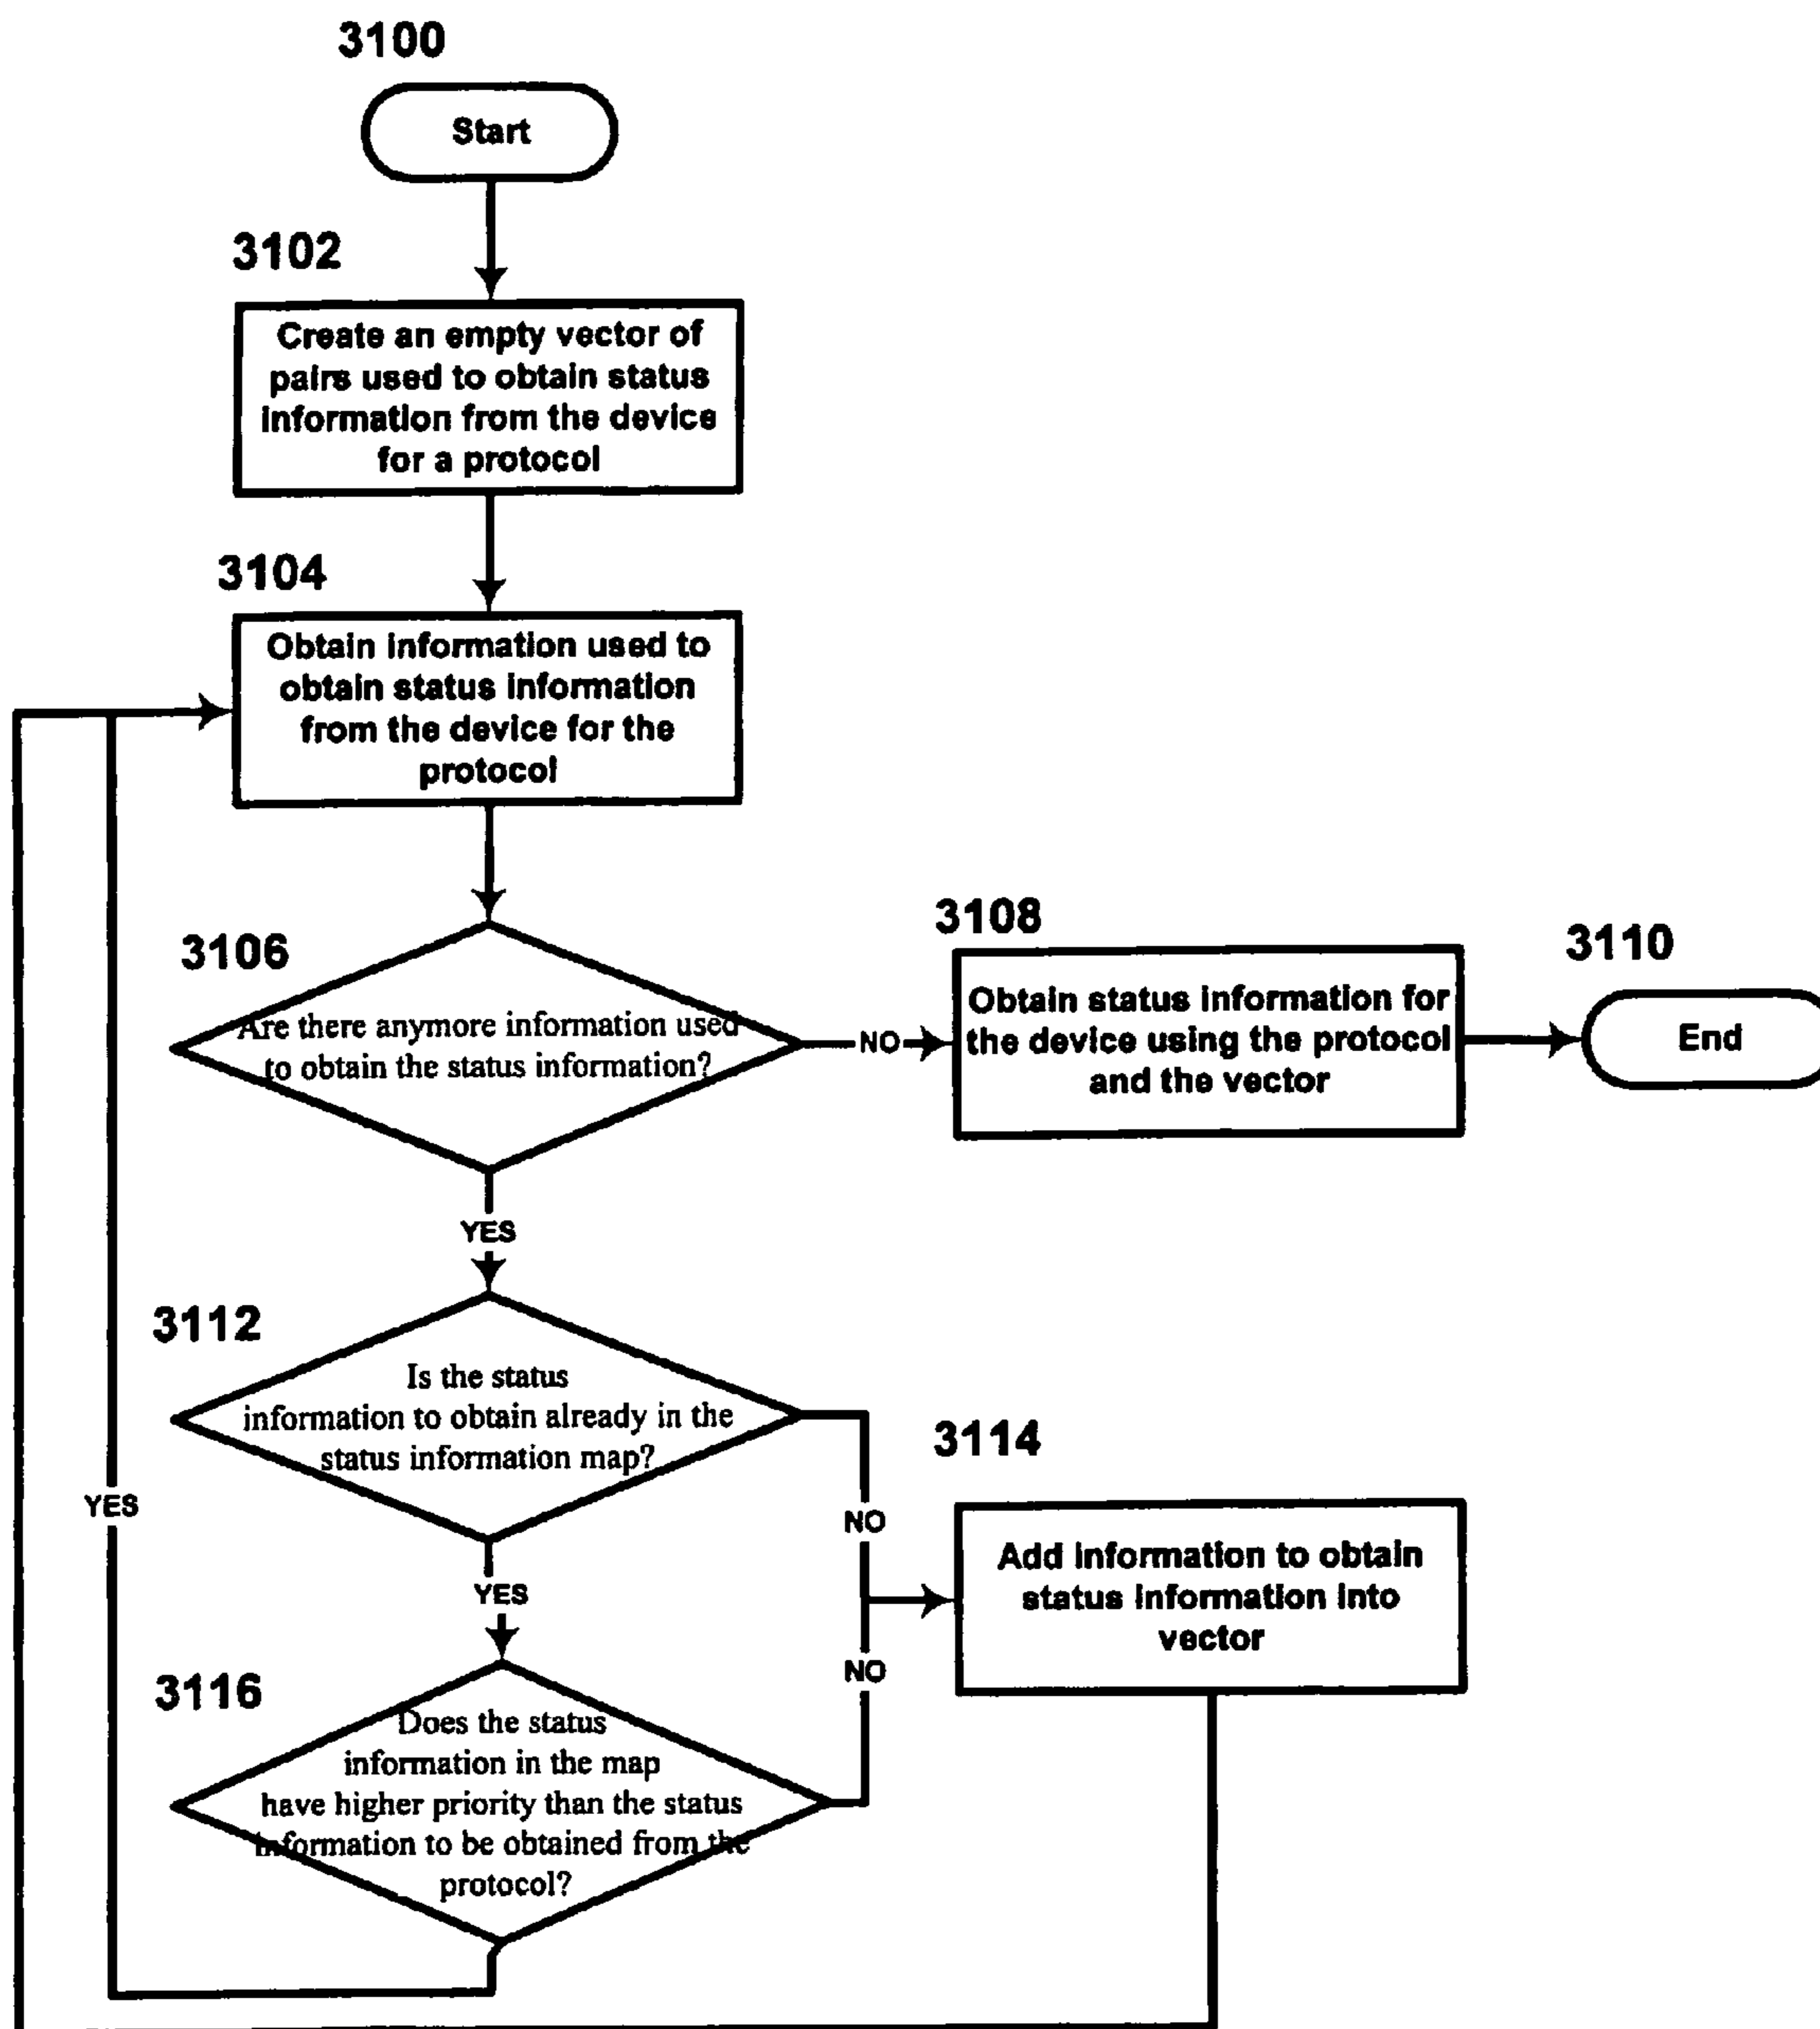 3100
Start
3102
Create an empty vector of
pairs used to obtain status
information from the device
for a protocol
3104
Obtain information used to
obtain status information
from the device for the
protocol
3106
Are there anymore information used
to obtain the status information?
NO
3108
Obtain status information for
the device using the protocol
and the vector
3110
End
YES
3112
Is the status
information to obtain already in the
status information map?
NO
YES
3114
Add information to obtain
status information into
vector
YES
3116
Does the status
information in the map
have higher priority than the status
information to be obtained from the
protocol?
NO